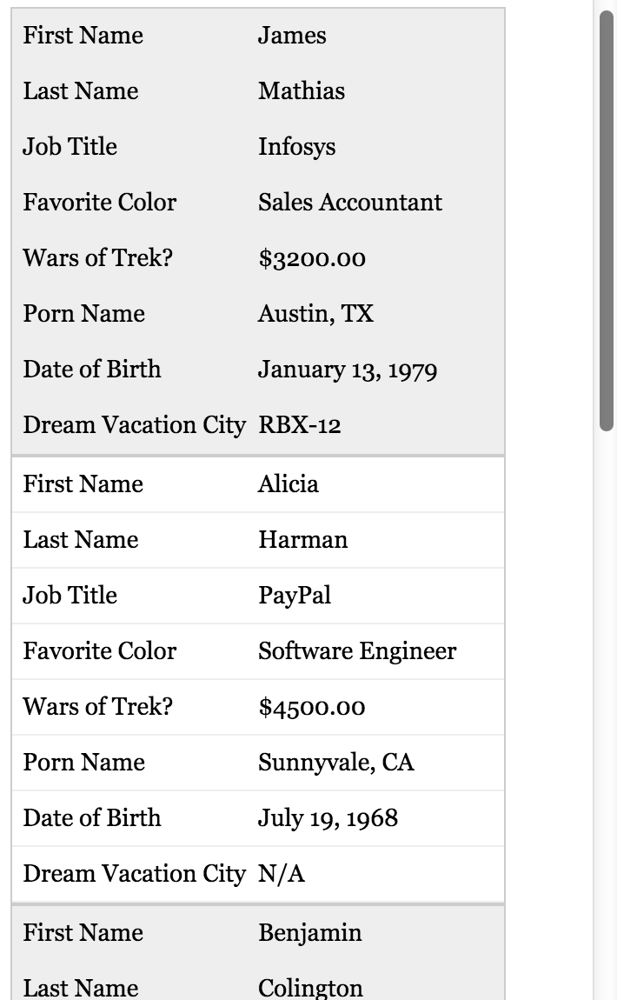 First Name James
Last Name Mathias
Job Title Infosys
Favorite Color Sales Accountant
Wars of Trek? $3200.00
Porn Name Austin, TX
Date of Birth January 13, 1979
Dream Vacation City RBX-12
First Name Alicia
Last Name Harman
Job Title PayPal
Favorite Color Software Engineer
Wars of Trek? $4500.00
Porn Name Sunnyvale, CA
Date of Birth July 19, 1968
Dream Vacation City N/A
First Name Benjamin
Last Name Colington